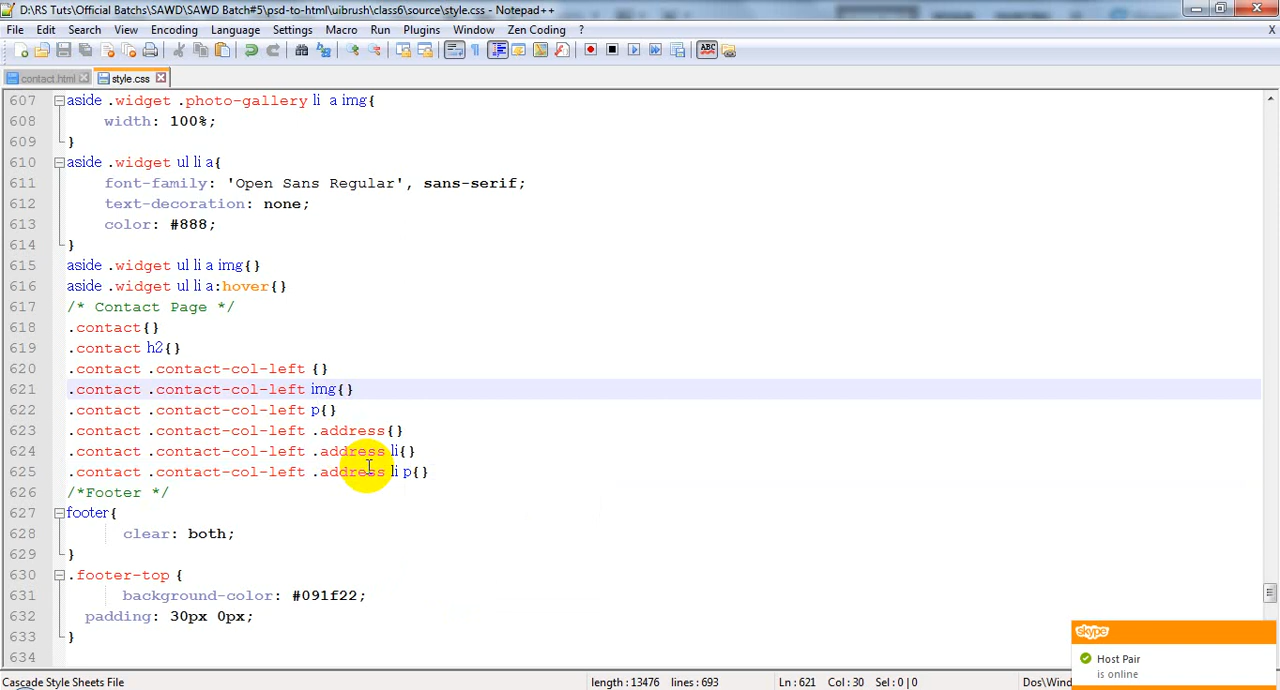 D:\RS Tuts\Official Batchs\SAWD\SAWD Batch#5\psd-to-html\uibrush\class6\source\style.css - Notepad++
File Edit Search View Encoding Language Settings Macro Run Plugins Window Zen Coding ? X
contact.html style.css
607 aside .widget .photo-gallery li a img{
608 width: 100%;
609 }
610 aside .widget ul li a{
611 font-family: 'Open Sans Regular', sans-serif;
612 text-decoration: none;
613 color: #888;
614 }
615 aside .widget ul li a img{}
616 aside .widget ul li a:hover{}
617 /* Contact Page */
618 .contact{}
619 .contact h2{}
620 .contact .contact-col-left {}
621 .contact .contact-col-left img{}
622 .contact .contact-col-left p{}
623 .contact .contact-col-left .address{}
624 .contact .contact-col-left .address li{}
625 .contact .contact-col-left .address li p{}
626 /*Footer */
627 footer{
628 clear: both;
629 }
630 .footer-top {
631 background-color: #091f22;
632 padding: 30px 0px;
633 }
634
skype
Host Pair
is online
Cascade Style Sheets File length : 13476 lines : 693 Ln : 621 Col : 30 Sel : 0 | 0 Dos\Wind